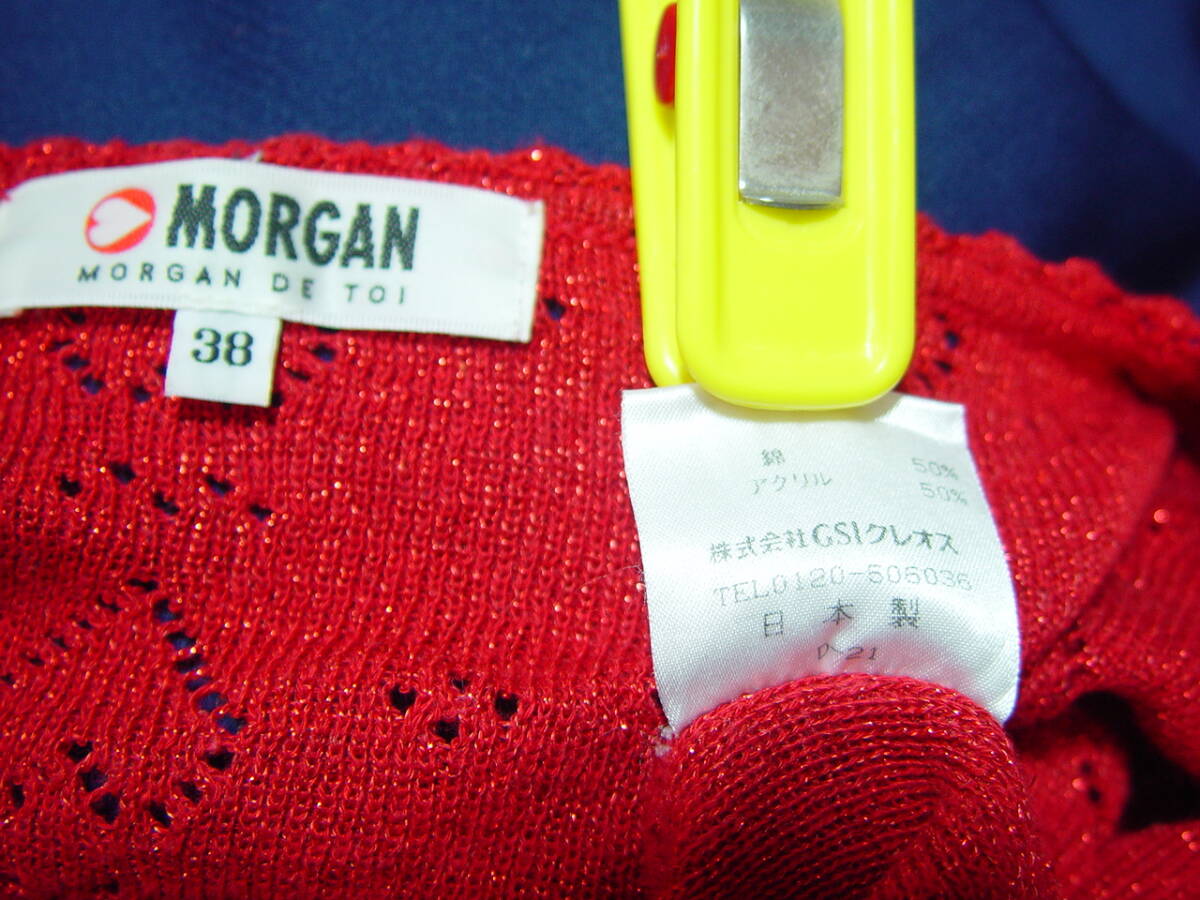 MORGAN
MORGAN DE TOI
38
綿 50%
アクリル 50%
株式会社GSIクレオス
TEL0120-506036
日本製
D-21